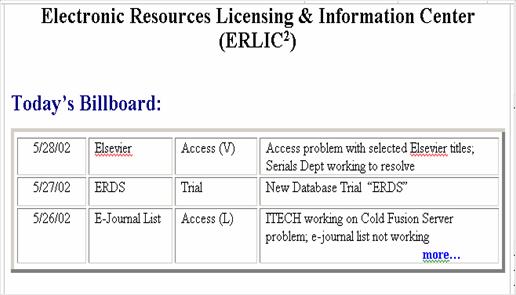 Electronic Resources Licensing & Information Center
(ERLIC²)
Today's Billboard:
5/28/02 Elsevier Access (V) Access problem with selected Elsevier titles;
Serials Dept working to resolve
5/27/02 ERDS Trial New Database Trial “ERDS”
5/26/02 E-Journal List Access (L) ITECH working on Cold Fusion Server
problem; e-journal list not working
more…